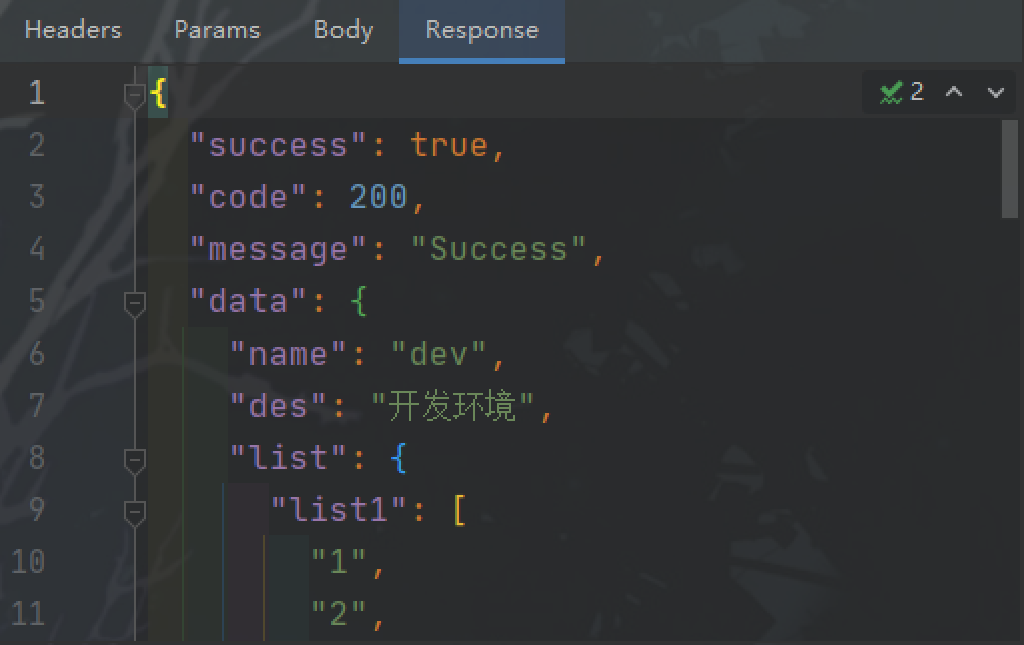 Headers Params Body Response
1 {
2
2 "success": true,
3 "code": 200,
4 "message": "Success",
5 "data": {
6 "name": "dev",
7 "des": "开发环境",
8 "list": {
9 "list1": [
10 "1",
11 "2",